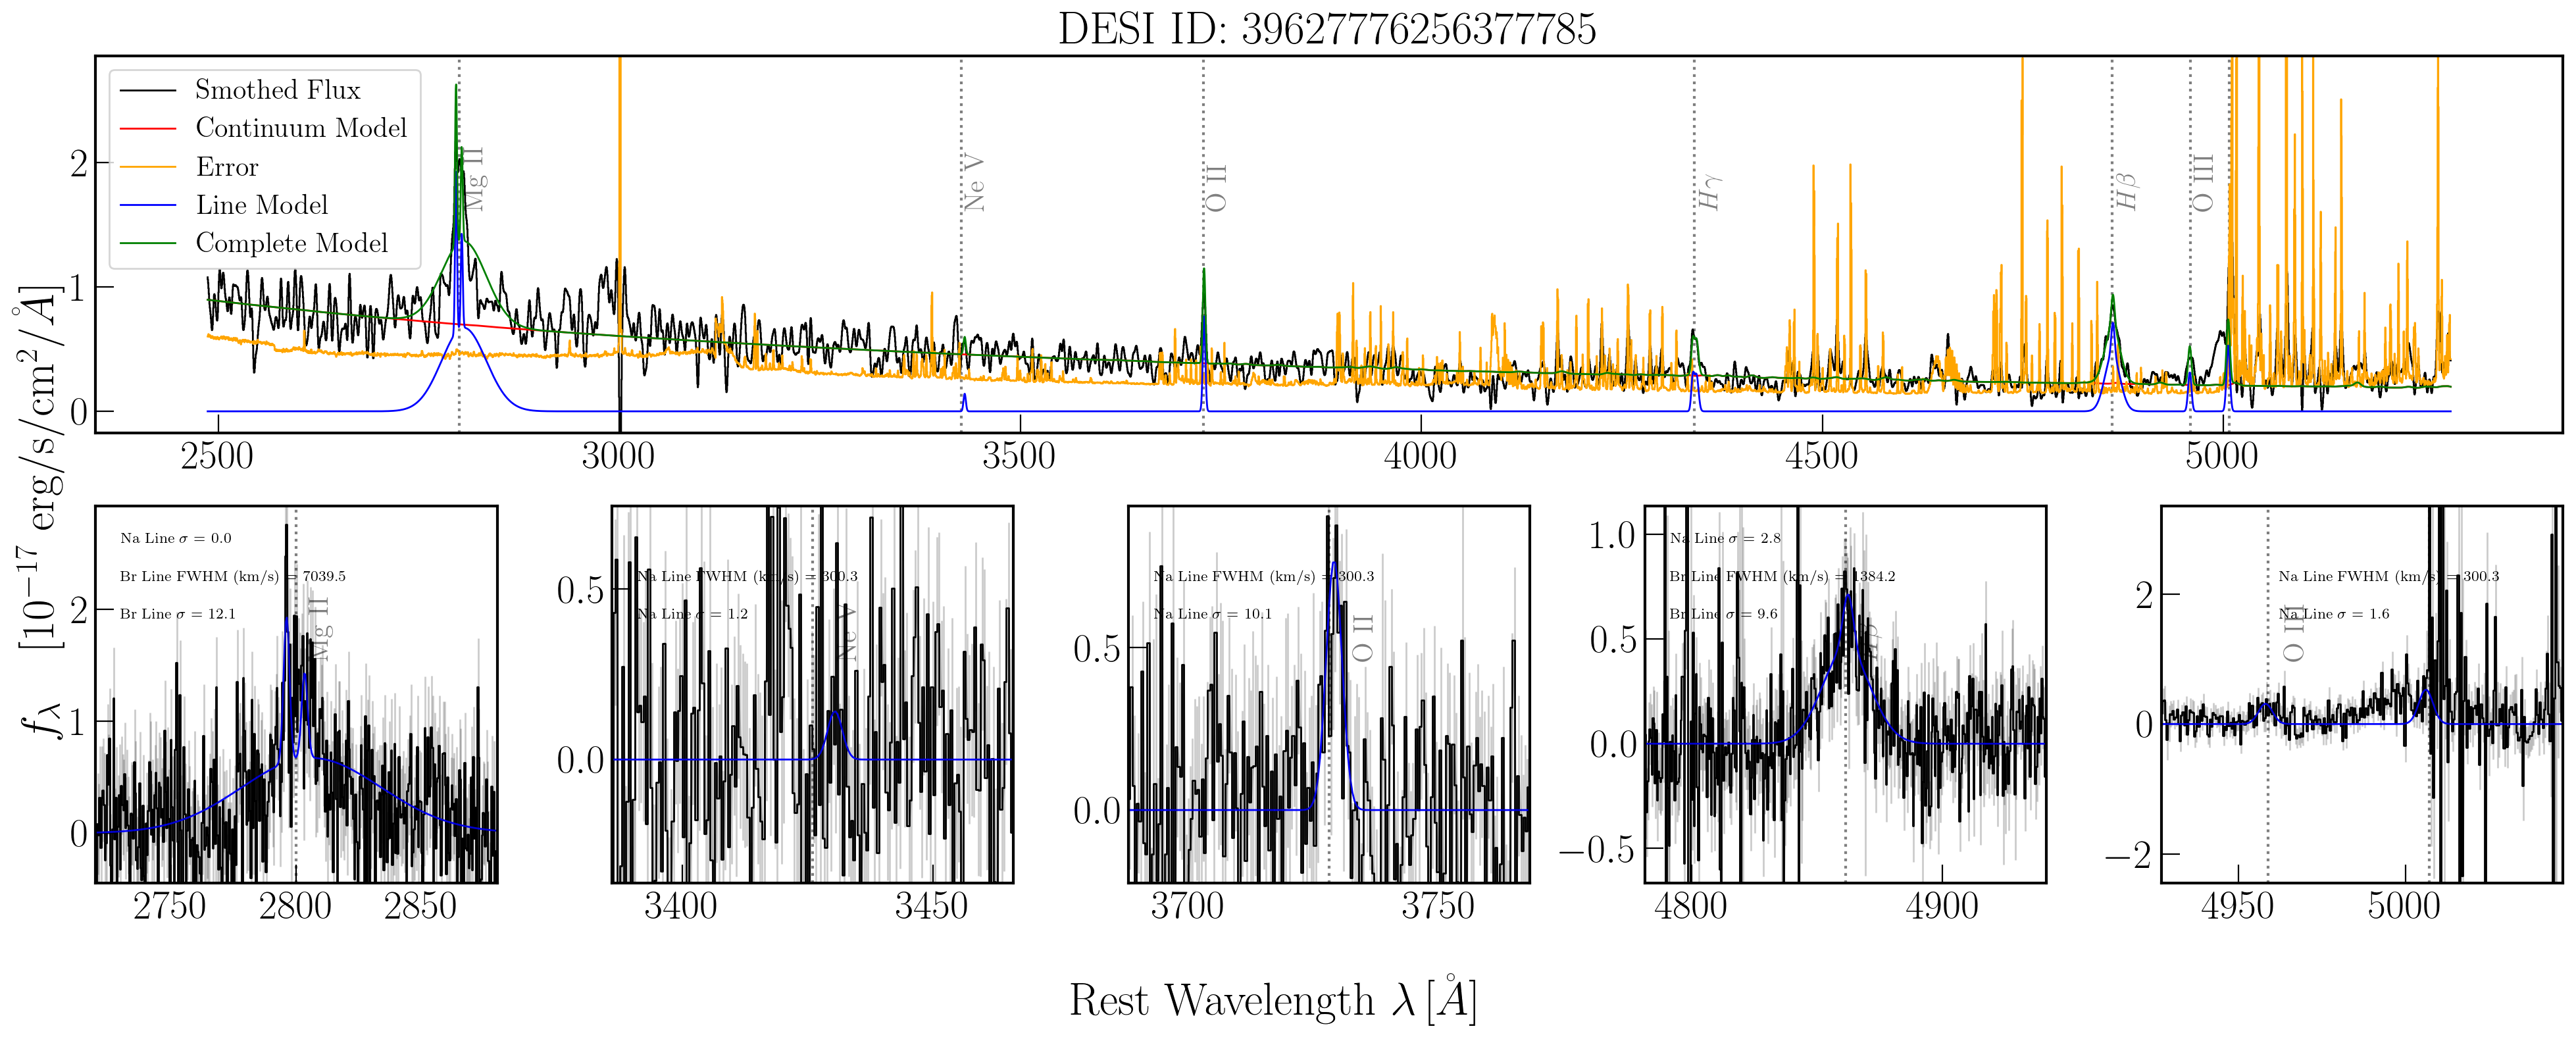 DESI ID: 39627776256377785
Smothed Flux
Continuum Model
Error
Line Model
Complete Model
Mg II
Ne V
O II
Hγ
Hβ
O III
2
1
0
2500
3000
3500
4000
4500
5000
f_λ [10^{-17} erg/s/cm^2/Å]
Na Line σ = 0.0
Br Line FWHM (km/s) = 7039.5
Br Line σ = 12.1
Mg II
2
1
0
2750
2800
2850
Na Line FWHM (km/s) = 300.3
Na Line σ = 1.2
Ne V
0.5
0.0
3400
3450
Na Line FWHM (km/s) = 300.3
Na Line σ = 10.1
O II
0.5
0.0
3700
3750
Na Line σ = 2.8
Br Line FWHM (km/s) = 1384.2
Br Line σ = 9.6
Hβ
1.0
0.5
0.0
−0.5
4800
4900
Na Line FWHM (km/s) = 300.3
Na Line σ = 1.6
O III
2
0
−2
4950
5000
Rest Wavelength λ [Å]